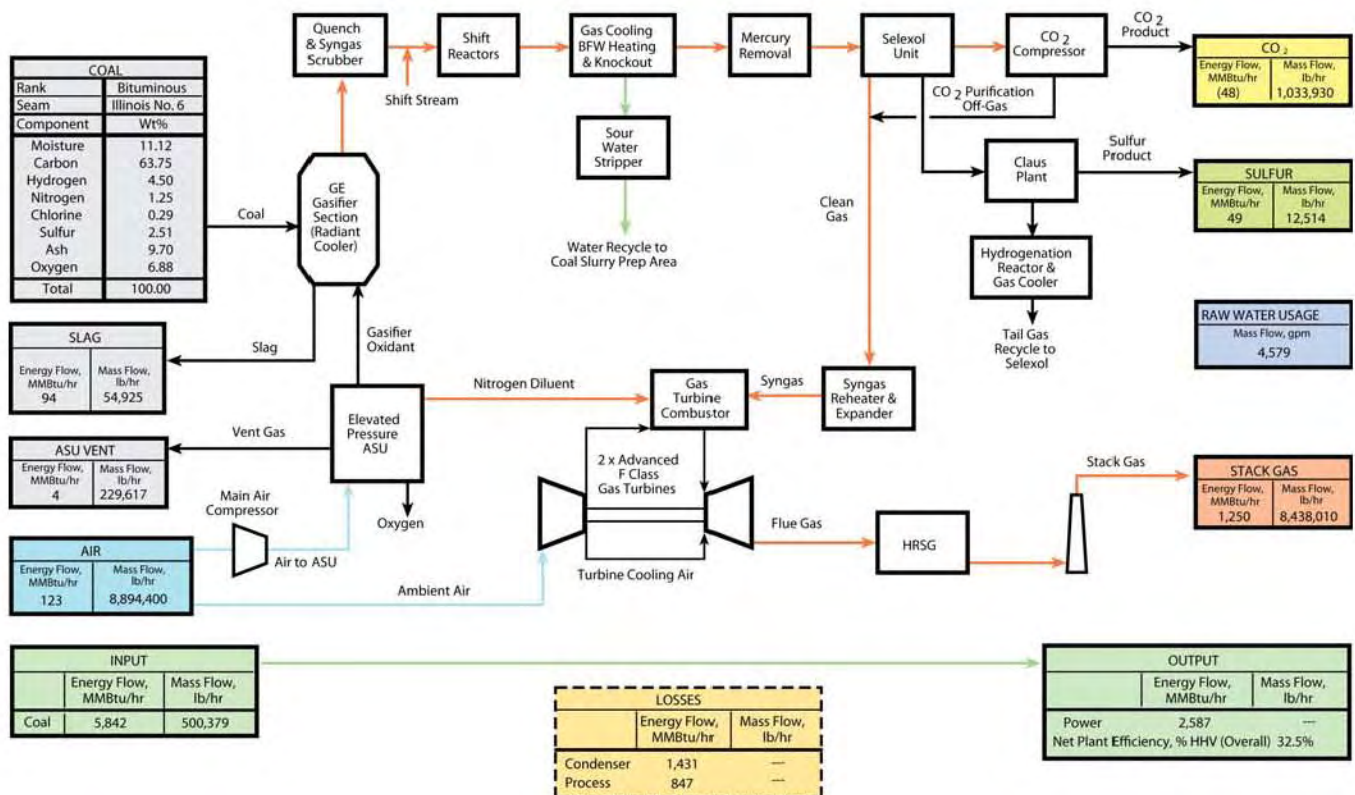 COAL
Rank Bituminous
Seam Illinois No. 6
Component Wt%
Moisture 11.12
Carbon 63.75
Hydrogen 4.50
Nitrogen 1.25
Chlorine 0.29
Sulfur 2.51
Ash 9.70
Oxygen 6.88
Total 100.00
Coal
GE
Gasifier
Section
(Radiant
Cooler)
Quench
& Syngas
Scrubber
Shift Stream
Shift
Reactors
Gas Cooling
BFW Heating
& Knockout
Sour
Water
Stripper
Water Recycle to
Coal Slurry Prep Area
Mercury
Removal
Selexol
Unit
CO 2
Compressor
CO 2
Product
CO 2
Energy Flow, Mass Flow,
MMBtu/hr lb/hr
(48) 1,033,930
CO 2 Purification
Off-Gas
Clean
Gas
Claus
Plant
Sulfur
Product
SULFUR
Energy Flow, Mass Flow,
MMBtu/hr lb/hr
49 12,514
Hydrogenation
Reactor &
Gas Cooler
Tail Gas
Recycle to
Selexol
RAW WATER USAGE
Mass Flow, gpm
4,579
SLAG
Energy Flow, Mass Flow,
MMBtu/hr lb/hr
94 54,925
Slag
Gasifier
Oxidant
Nitrogen Diluent
Gas
Turbine
Combustor
Syngas
Syngas
Reheater &
Expander
Elevated
Pressure
ASU
Vent Gas
ASU VENT
Energy Flow, Mass Flow,
MMBtu/hr lb/hr
4 229,617
Main Air
Compressor
Air to ASU
Oxygen
2 x Advanced
F Class
Gas Turbines
Turbine Cooling Air
Flue Gas
HRSG
Stack Gas
STACK GAS
Energy Flow, Mass Flow,
MMBtu/hr lb/hr
1,250 8,438,010
AIR
Energy Flow, Mass Flow,
MMBtu/hr lb/hr
123 8,894,400
Ambient Air
INPUT
Energy Flow, Mass Flow,
MMBtu/hr lb/hr
Coal 5,842 500,379
LOSSES
Energy Flow, Mass Flow,
MMBtu/hr lb/hr
Condenser 1,431 ---
Process 847 ---
OUTPUT
Energy Flow, Mass Flow,
MMBtu/hr lb/hr
Power 2,587 ---
Net Plant Efficiency, % HHV (Overall) 32.5%